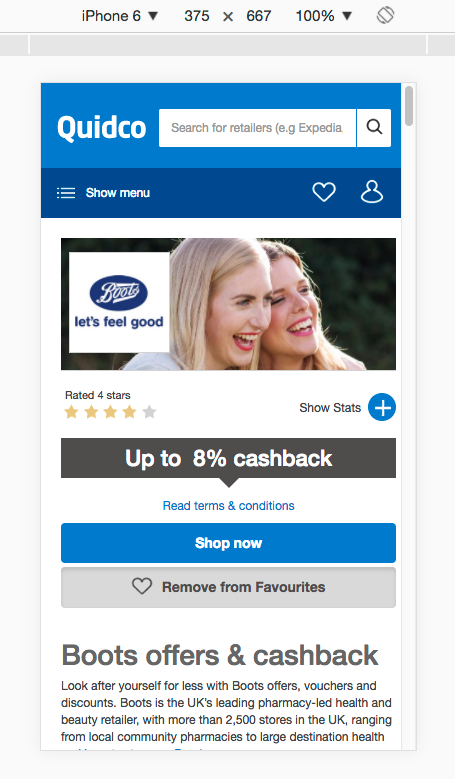 iPhone 6 ▼ 375 × 667 100% ▼
Quidco
Search for retailers (e.g Expedia
Show menu
Boots
let's feel good
Rated 4 stars
Show Stats
Up to 8% cashback
Read terms & conditions
Shop now
Remove from Favourites
Boots offers & cashback
Look after yourself for less with Boots offers, vouchers and
discounts. Boots is the UK's leading pharmacy-led health and
beauty retailer, with more than 2,500 stores in the UK, ranging
from local community pharmacies to large destination health